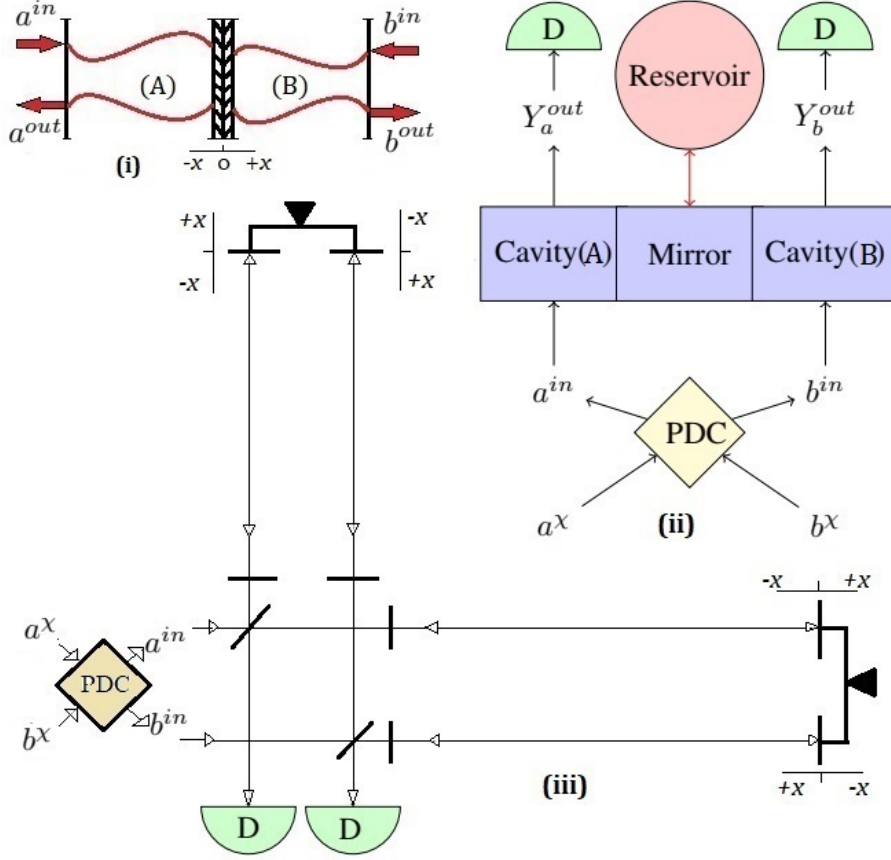 a^{in}
b^{in}
(A)
(B)
a^{out}
b^{out}
(i)
-x o +x
D
D
Reservoir
Y_a^{out}
Y_b^{out}
Cavity(A)
Mirror
Cavity(B)
a^{in}
b^{in}
PDC
a^χ
(ii)
b^χ
+x
-x
-x
+x
-x +x
a^χ
a^{in}
PDC
b^χ
b^{in}
(iii)
+x -x
D
D